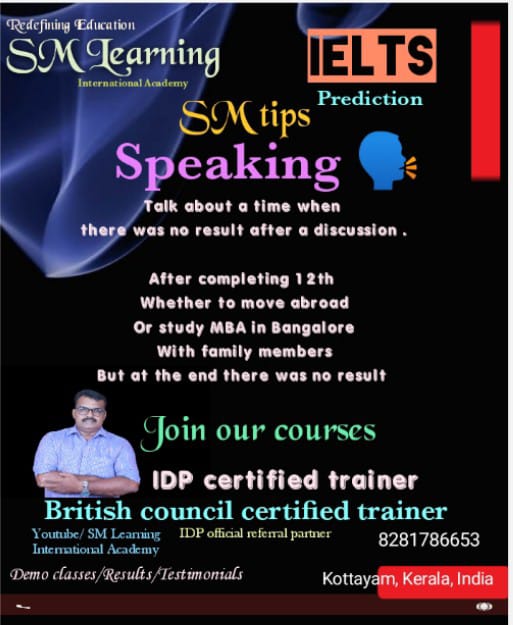 Redefining Education
SM Learning
International Academy
IELTS
Prediction
SM tips
Speaking
Talk about a time when
there was no result after a discussion .
After completing 12th
Whether to move abroad
Or study MBA in Bangalore
With family members
But at the end there was no result
Join our courses
IDP certified trainer
British council certified trainer
Youtube/ SM Learning
International Academy
IDP official referral partner
8281786653
Demo classes/Results/Testimonials
Kottayam, Kerala, India